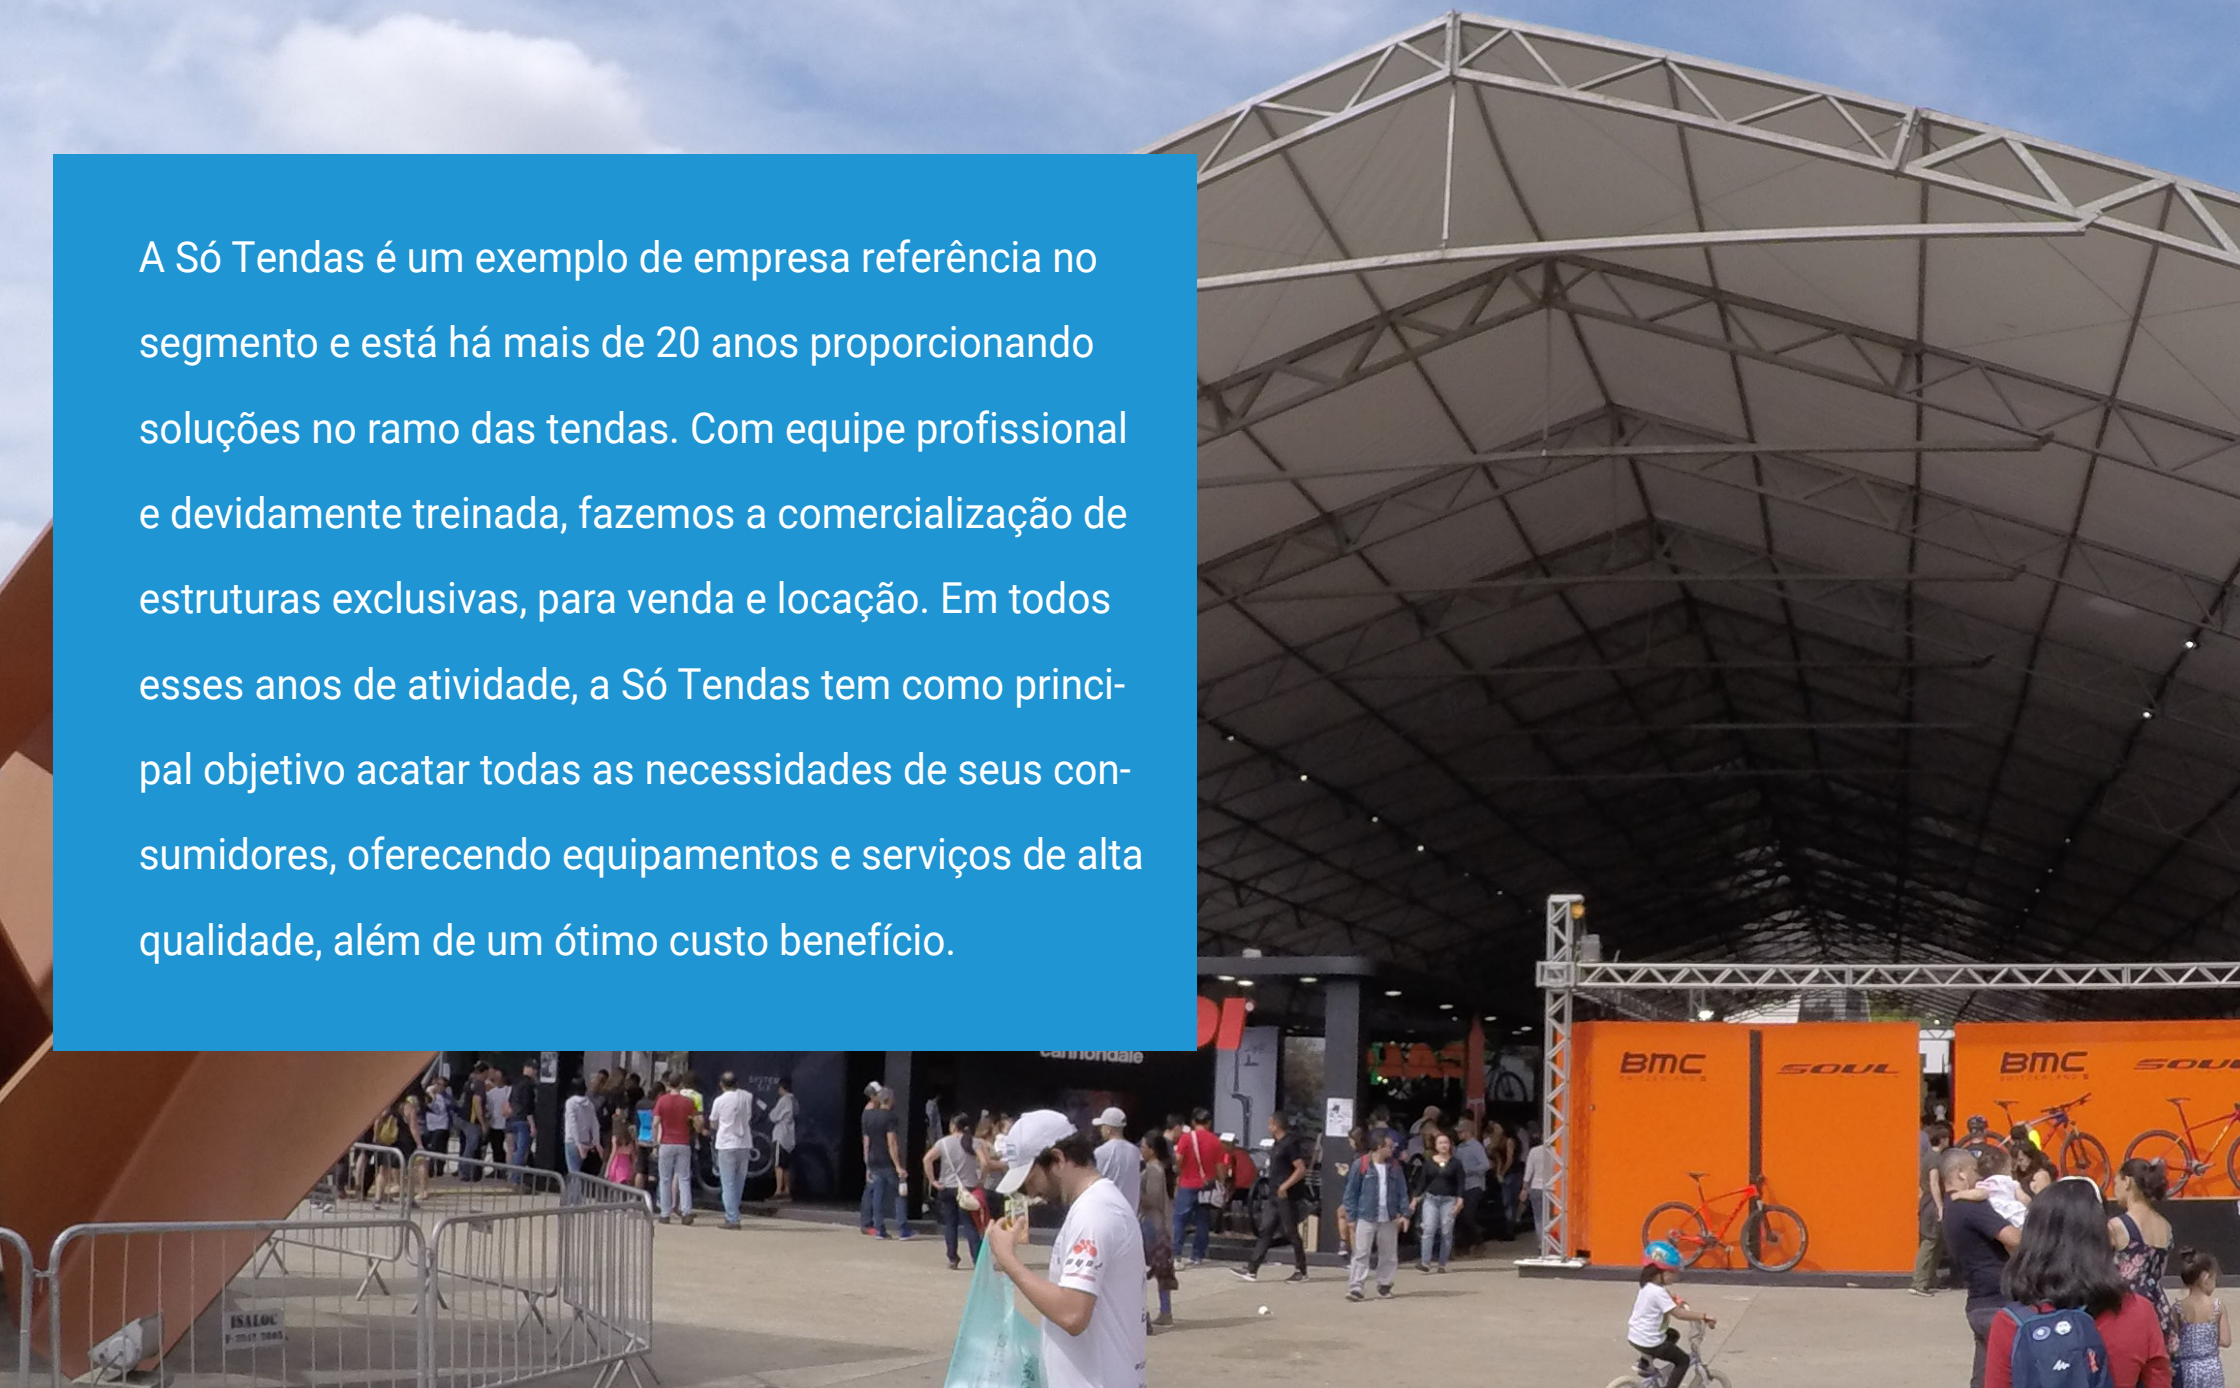 A Só Tendas é um exemplo de empresa referência no
segmento e está há mais de 20 anos proporcionando
soluções no ramo das tendas. Com equipe profissional
e devidamente treinada, fazemos a comercialização de
estruturas exclusivas, para venda e locação. Em todos
esses anos de atividade, a Só Tendas tem como princi-
pal objetivo acatar todas as necessidades de seus con-
sumidores, oferecendo equipamentos e serviços de alta
qualidade, além de um ótimo custo benefício.
cannondale
BMC
SOUL
BMC
SOUL
SYSTEM
ISALOC